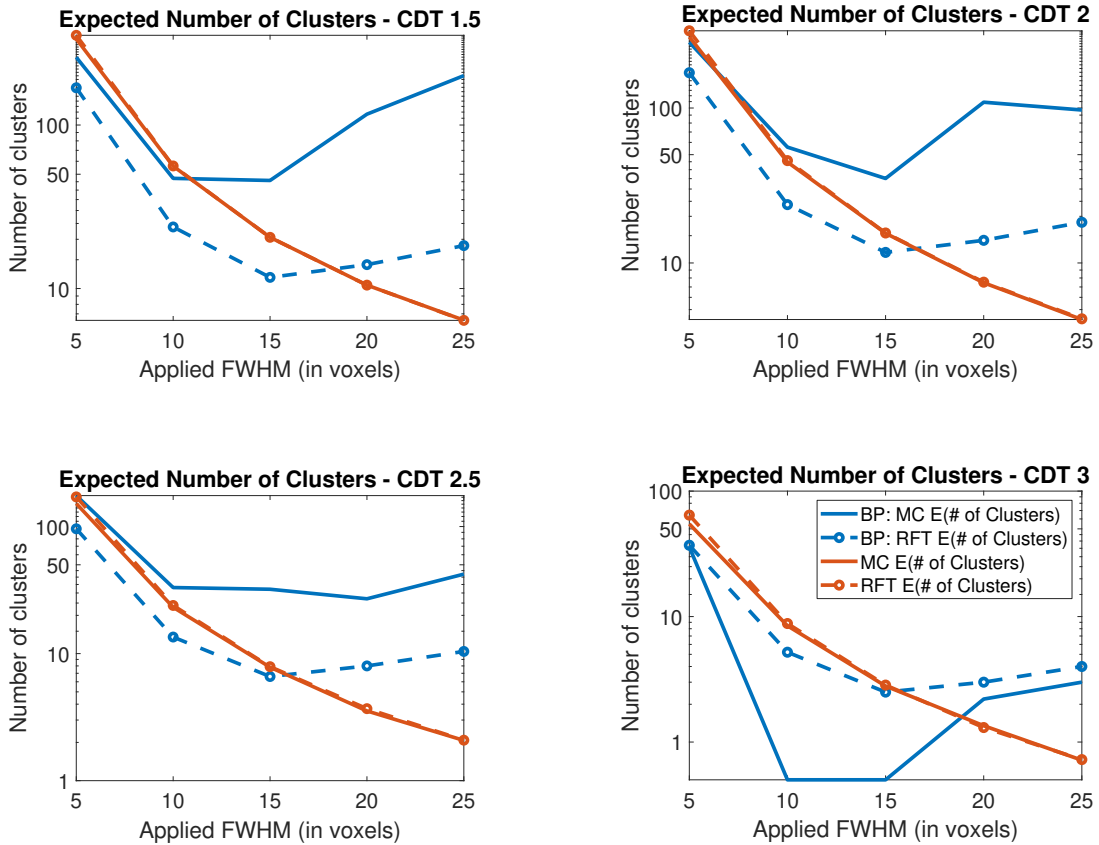 Expected Number of Clusters - CDT 1.5
Number of clusters
100
50
10
5 10 15 20 25
Applied FWHM (in voxels)
Expected Number of Clusters - CDT 2
Number of clusters
100
50
10
5 10 15 20 25
Applied FWHM (in voxels)
Expected Number of Clusters - CDT 2.5
Number of clusters
100
50
10
1
5 10 15 20 25
Applied FWHM (in voxels)
Expected Number of Clusters - CDT 3
Number of clusters
100
50
10
1
BP: MC E(# of Clusters)
BP: RFT E(# of Clusters)
MC E(# of Clusters)
RFT E(# of Clusters)
5 10 15 20 25
Applied FWHM (in voxels)